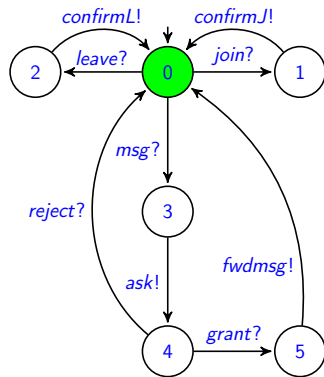 confirmL! confirmJ!
2 leave? 0 join? 1
msg?
reject? 3
ask! fwdmsg!
4 grant? 5